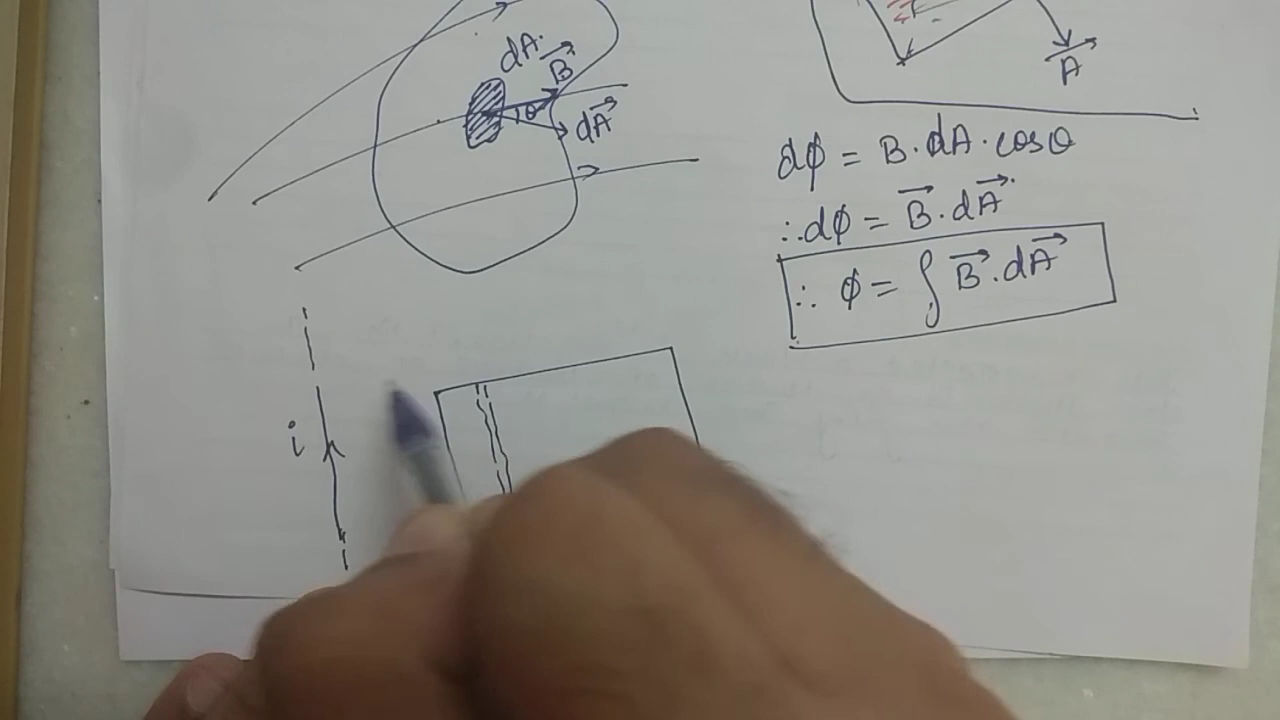 dA.
B⃗
θ
dA⃗
A⃗
dϕ = B·dA·cosθ
∴ dϕ = B⃗·dA⃗
∴ ϕ = ∫ B⃗·dA⃗
i